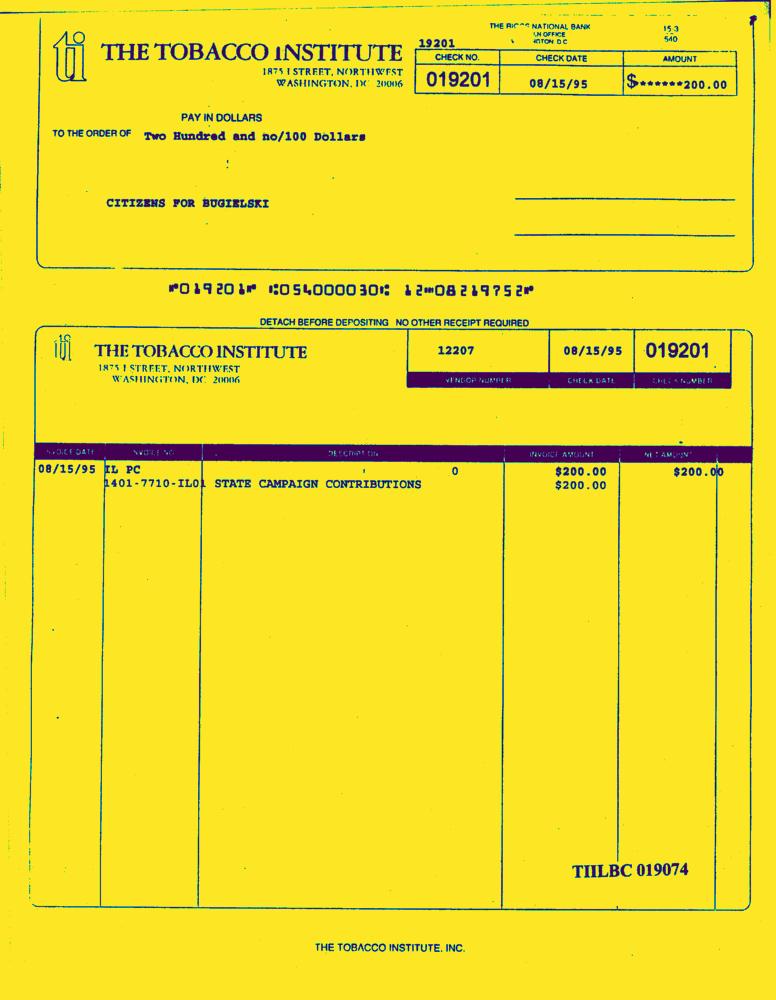 THE NATIONAL BANK
OFFICE
D C
15 3
540
ti THE TOBACCO INSTITUTE
1875 I STREET, NORTHWEST
WASHINGTON, DC 20006
19201
CHECK NO. CHECK DATE AMOUNT
019201 08/15/95 $******200.00
PAY IN DOLLARS
TO THE ORDER OF Two Hundred and no/100 Dollars
CITIZENS FOR BUGIELSKI
⑈019201⑈ ⑆054000030⑆ 12⑉08219752⑈
DETACH BEFORE DEPOSITING NO OTHER RECEIPT REQUIRED
ti THE TOBACCO INSTITUTE
1875 I STREET, NORTHWEST
WASHINGTON, DC 20006
12207 08/15/95 019201
VENDOR NUMBER CHECK DATE CHECK NUMBER
INVOICE DATE INVOICE NO DESCRIPTION INVOICE AMOUNT NET AMOUNT
08/15/95 IL PC 0 $200.00 $200.00
1401-7710-IL01 STATE CAMPAIGN CONTRIBUTIONS $200.00
TIILBC 019074
THE TOBACCO INSTITUTE, INC.